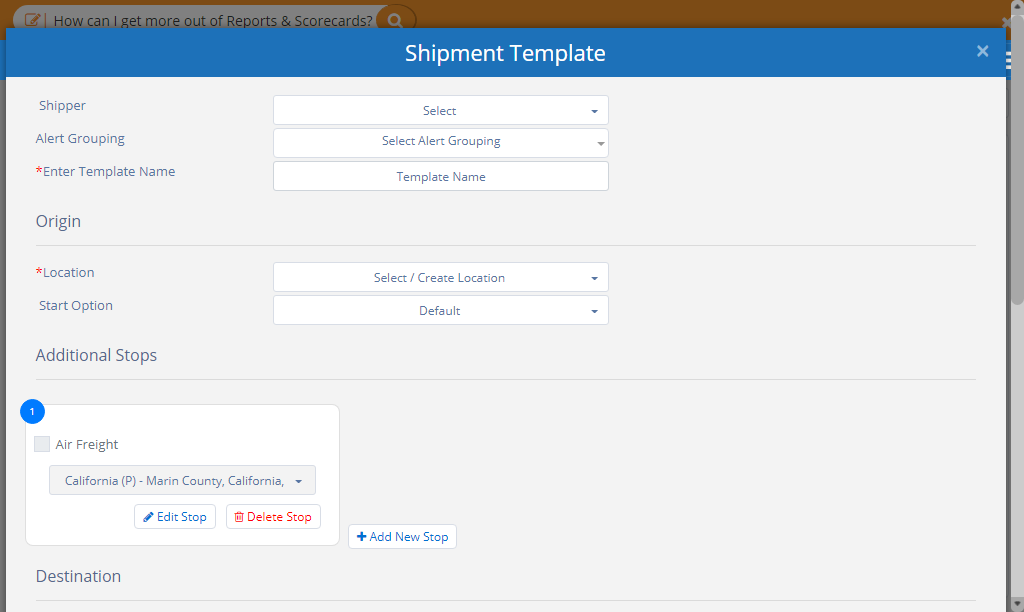 How can I get more out of Reports & Scorecards?
Shipment Template
×
Shipper
Select
Alert Grouping
Select Alert Grouping
*Enter Template Name
Template Name
Origin
*Location
Select / Create Location
Start Option
Default
Additional Stops
1
Air Freight
California (P) - Marin County, California,
Edit Stop
Delete Stop
Add New Stop
Destination